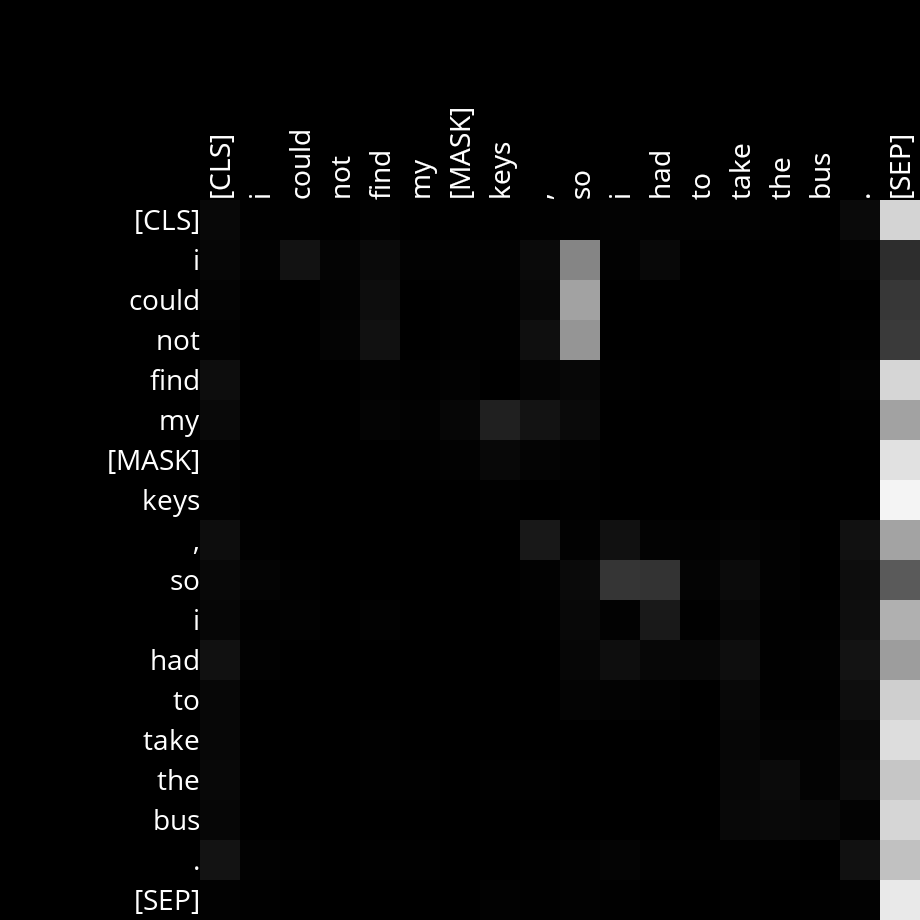 [CLS] i could not find my [MASK] keys , so i had to take the bus . [SEP]
[CLS]
i
could
not
find
my
[MASK]
keys
,
so
i
had
to
take
the
bus
.
[SEP]